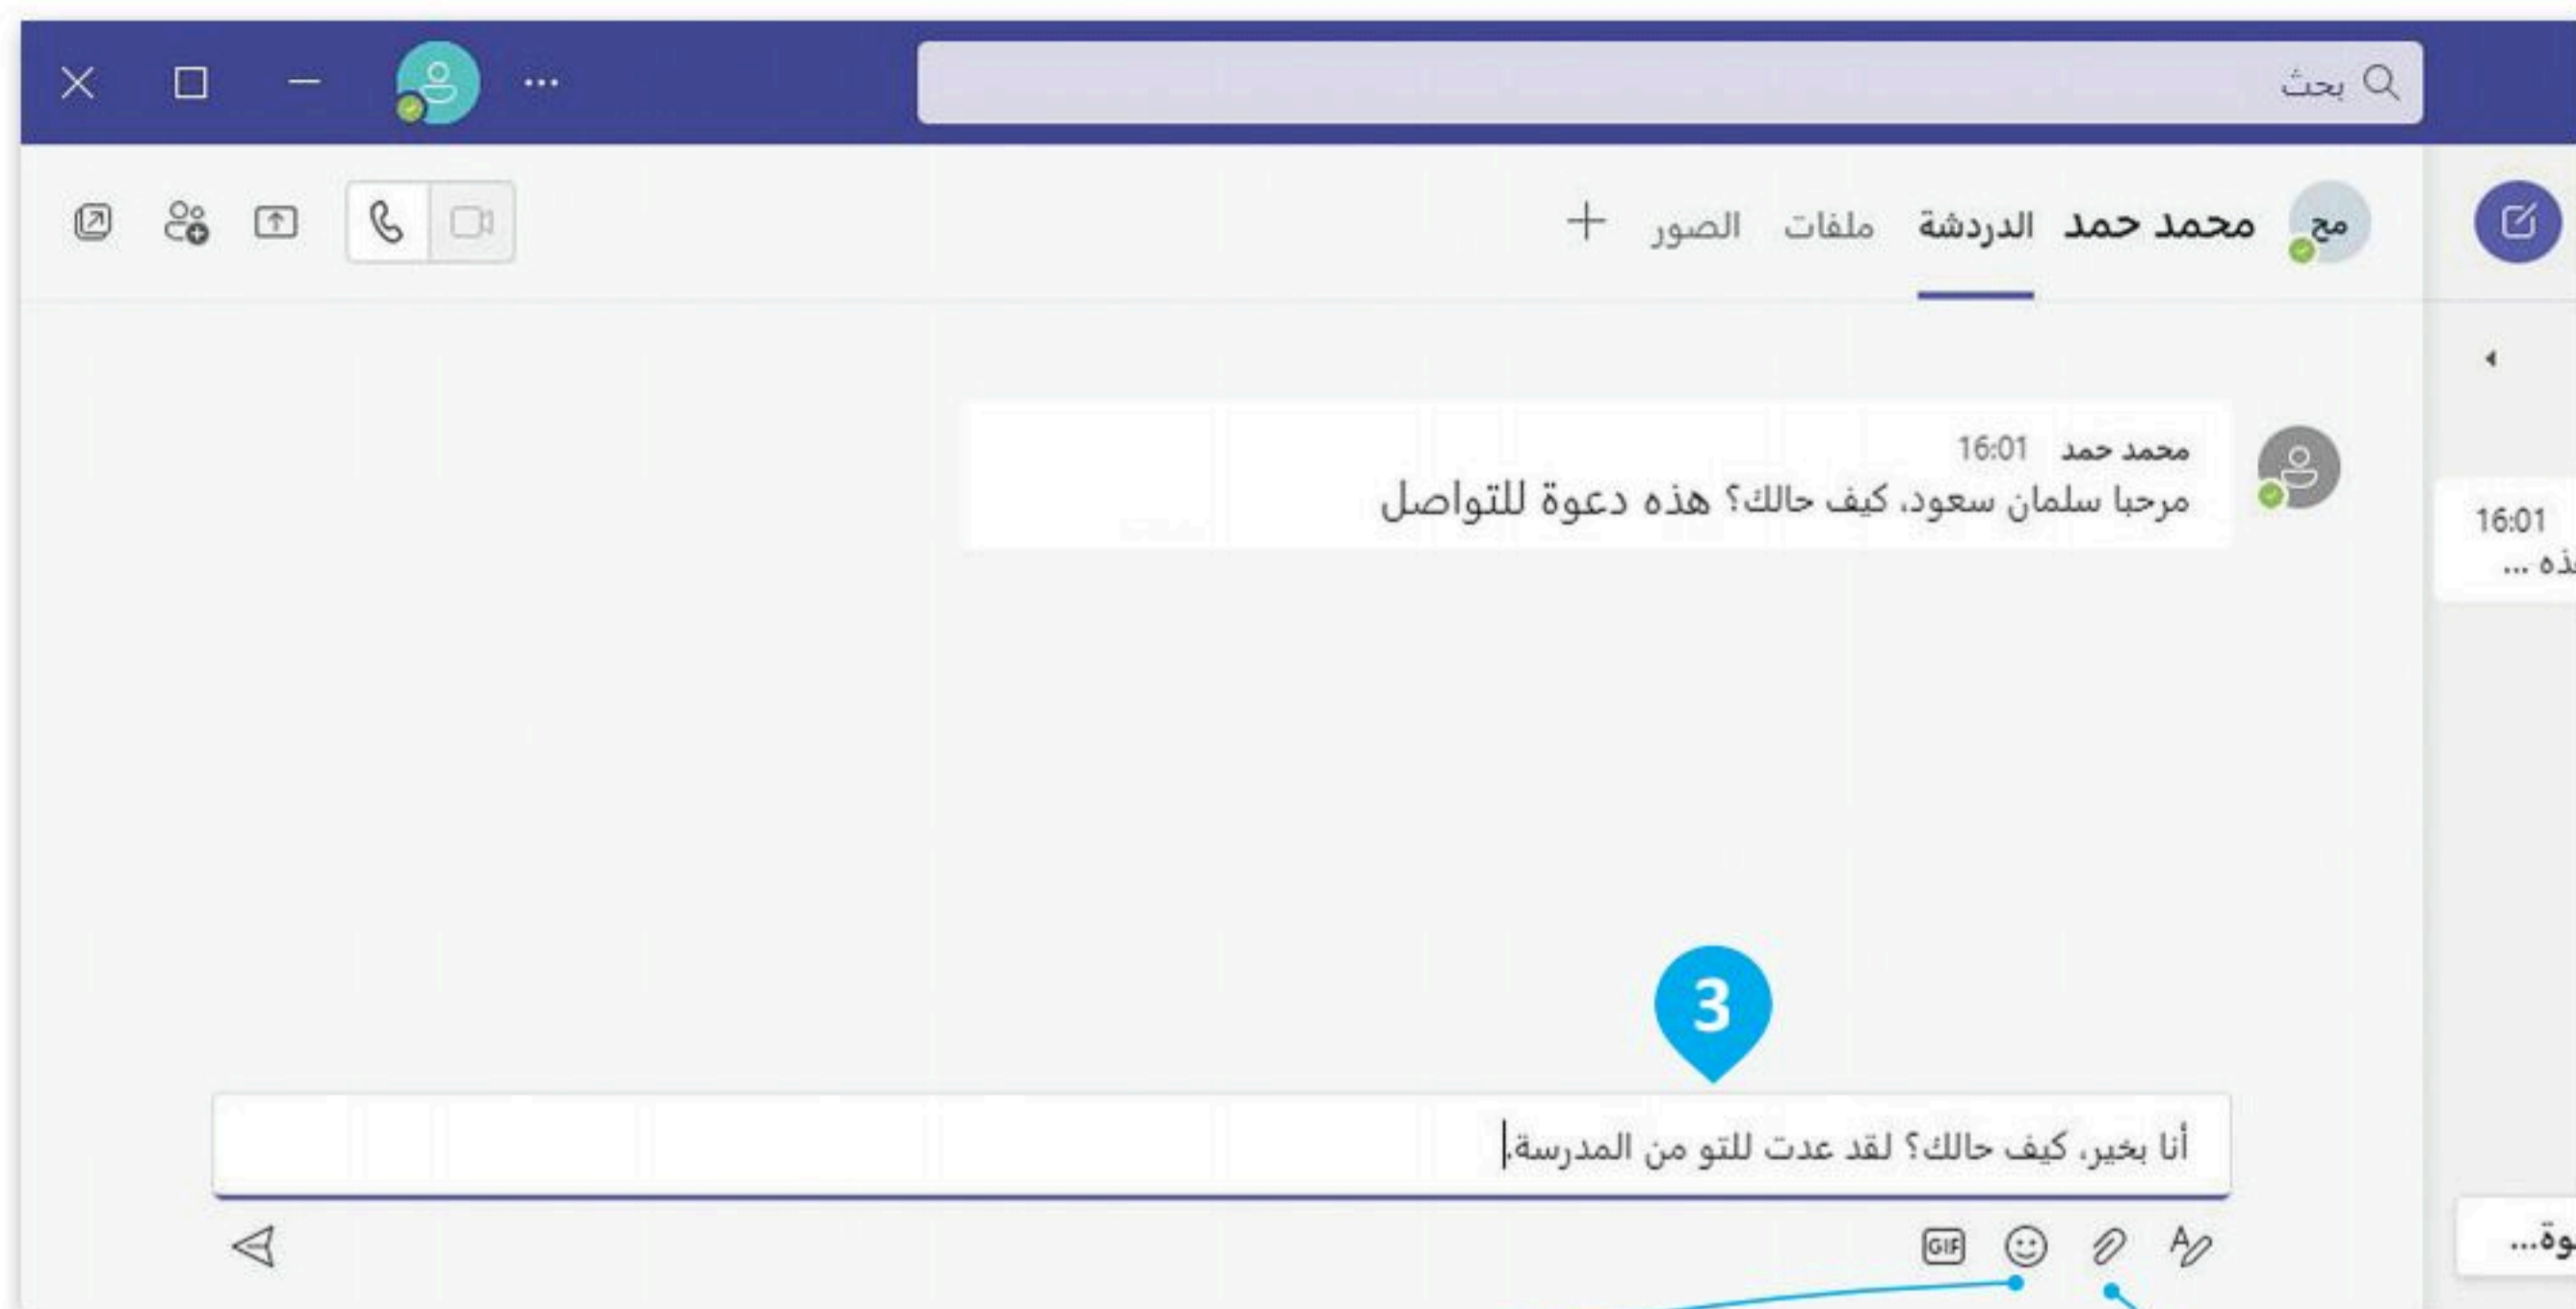 بحث
مح محمد حمد الدردشة ملفات الصور
محمد حمد 16:01
مرحبا سلمان سعود، كيف حالك؟ هذه دعوة للتواصل
16:01
3
أنا بخير، كيف حالك؟ لقد عدت للتو من المدرسة.
GIF